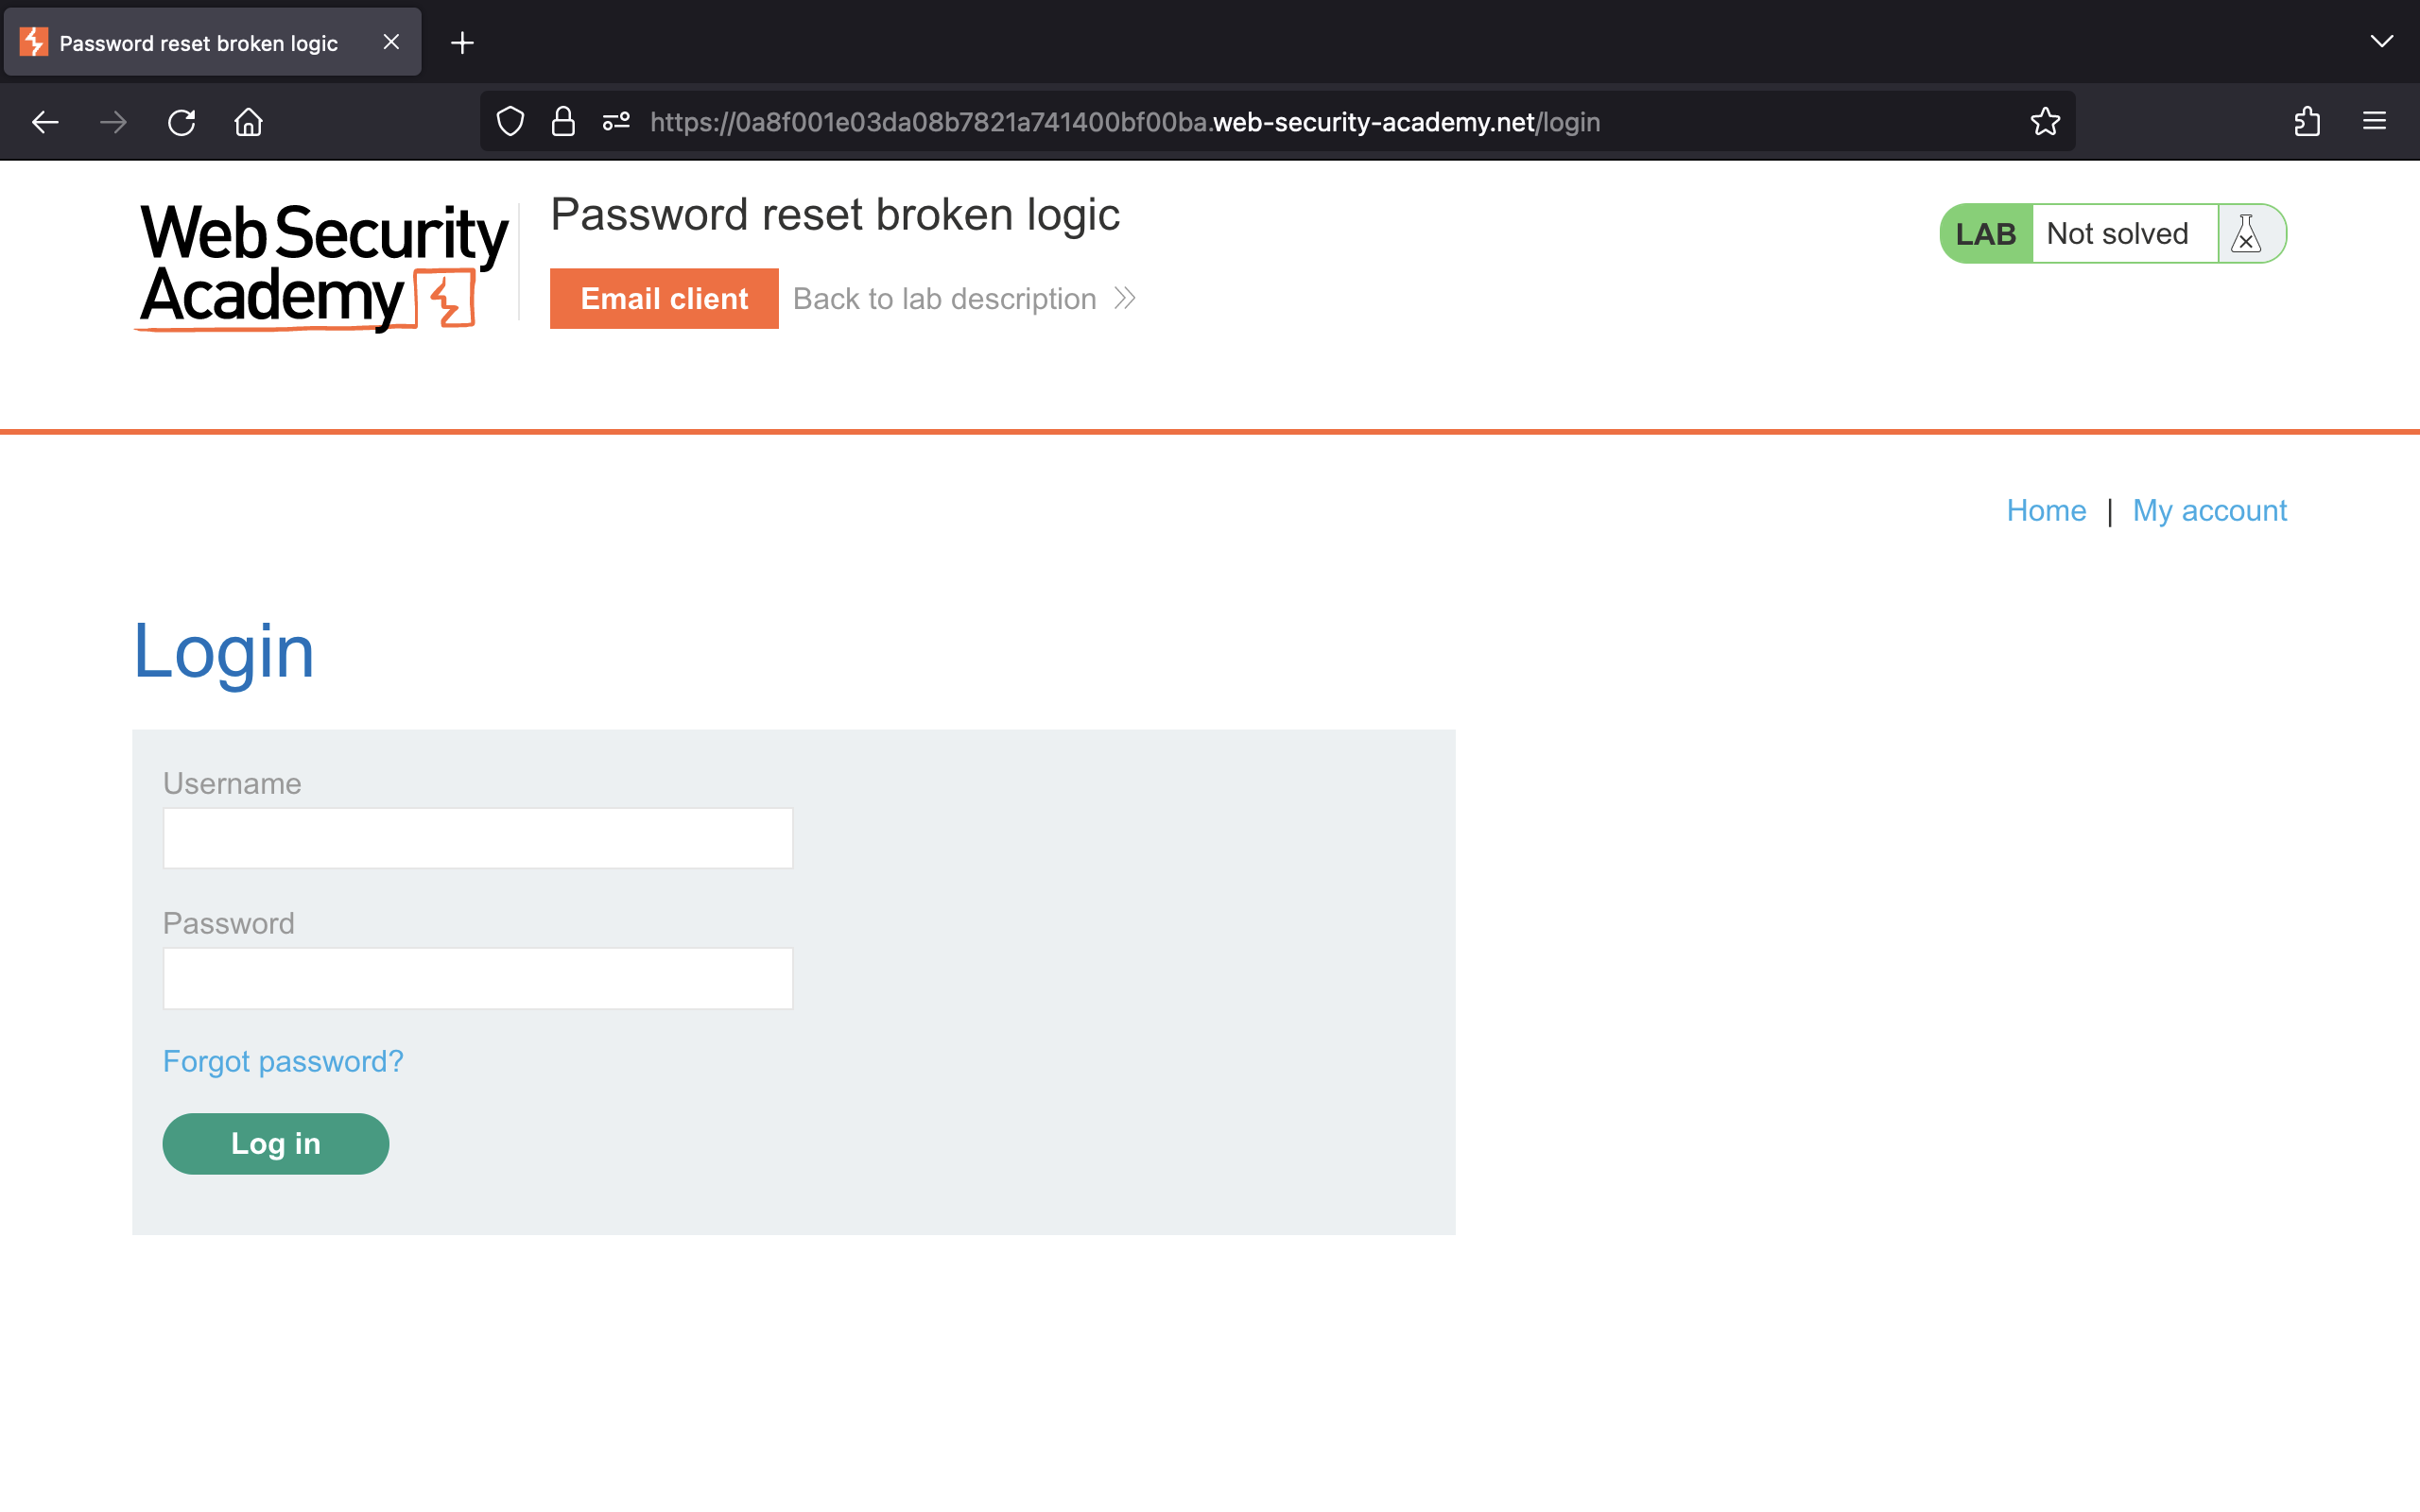 Password reset broken logic
https://0a8f001e03da08b7821a741400bf00ba.web-security-academy.net/login
Web Security
Academy
Password reset broken logic
Email client
Back to lab description
LAB
Not solved
Home | My account
Login
Username
Password
Forgot password?
Log in